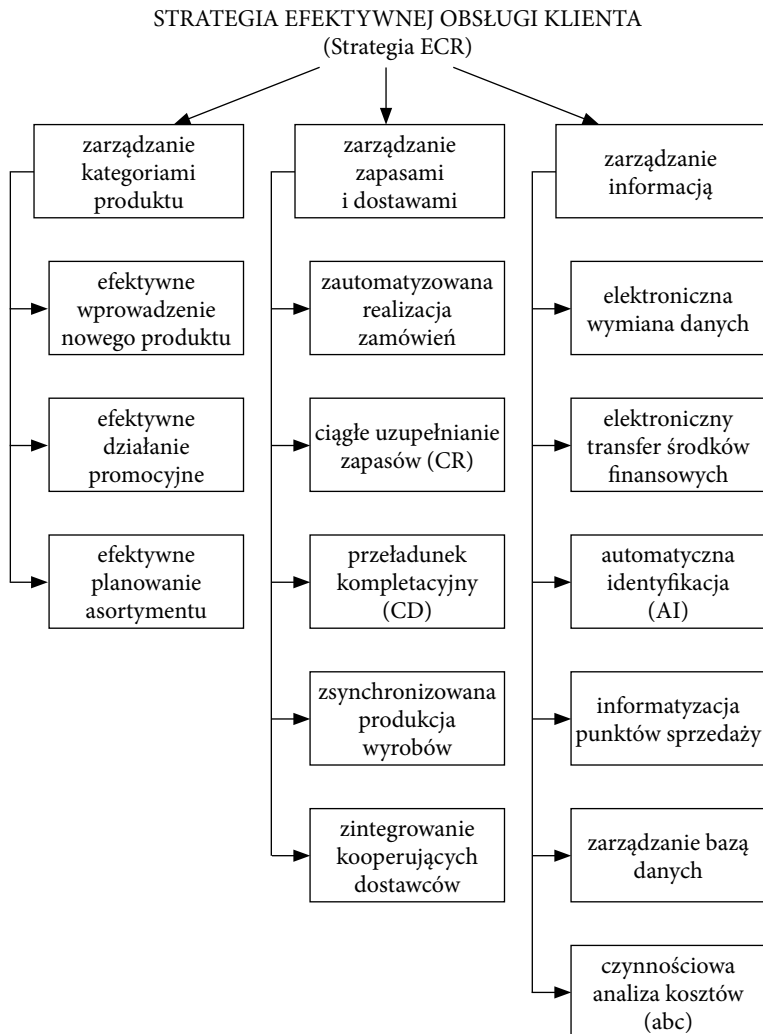 STRATEGIA EFEKTYWNEJ OBSŁUGI KLIENTA
(Strategia ECR)
zarządzanie
kategoriami
produktu
efektywne
wprowadzenie
nowego produktu
efektywne
działanie
promocyjne
efektywne
planowanie
asortymentu
zarządzanie
zapasami
i dostawami
zautomatyzowana
realizacja
zamówień
ciągłe uzupełnianie
zapasów (CR)
przeładunek
kompletacyjny
(CD)
zsynchronizowana
produkcja
wyrobów
zintegrowanie
kooperujących
dostawców
zarządzanie
informacją
elektroniczna
wymiana danych
elektroniczny
transfer środków
finansowych
automatyczna
identyfikacja
(AI)
informatyzacja
punktów sprzedaży
zarządzanie bazą
danych
czynnościowa
analiza kosztów
(abc)